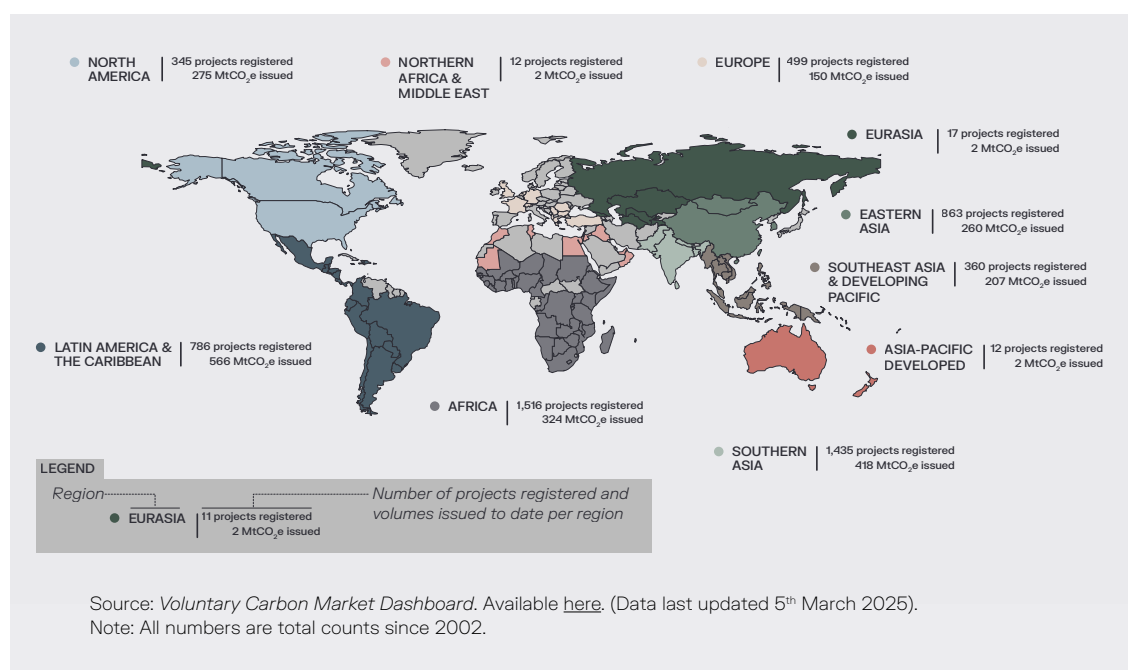 NORTH
AMERICA
345 projects registered
275 MtCO₂e issued
NORTHERN
AFRICA &
MIDDLE EAST
12 projects registered
2 MtCO₂e issued
EUROPE
499 projects registered
150 MtCO₂e issued
EURASIA
17 projects registered
2 MtCO₂e issued
EASTERN
ASIA
863 projects registered
260 MtCO₂e issued
SOUTHEAST ASIA
& DEVELOPING
PACIFIC
360 projects registered
207 MtCO₂e issued
LATIN AMERICA &
THE CARIBBEAN
786 projects registered
566 MtCO₂e issued
ASIA-PACIFIC
DEVELOPED
12 projects registered
2 MtCO₂e issued
AFRICA
1,516 projects registered
324 MtCO₂e issued
SOUTHERN
ASIA
1,435 projects registered
418 MtCO₂e issued
LEGEND
Region
Number of projects registered and
volumes issued to date per region
EURASIA
11 projects registered
2 MtCO₂e issued
Source: Voluntary Carbon Market Dashboard. Available here. (Data last updated 5th March 2025).
Note: All numbers are total counts since 2002.